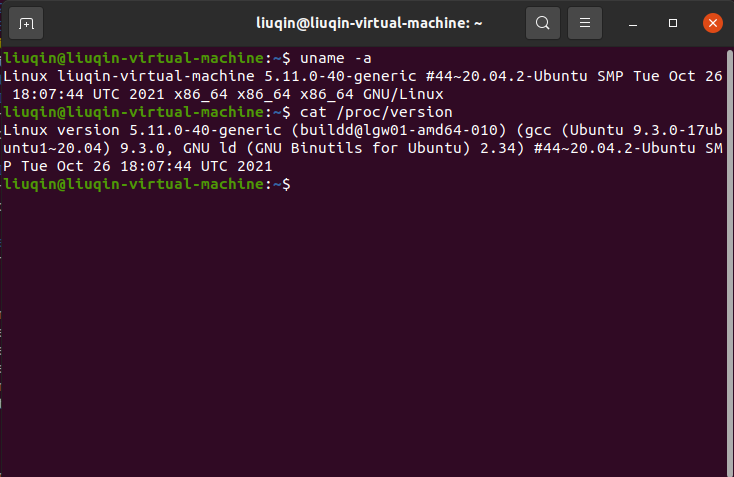 liuqin@liuqin-virtual-machine: ~
liuqin@liuqin-virtual-machine:~$ uname -a
Linux liuqin-virtual-machine 5.11.0-40-generic #44~20.04.2-Ubuntu SMP Tue Oct 26
 18:07:44 UTC 2021 x86_64 x86_64 x86_64 GNU/Linux
liuqin@liuqin-virtual-machine:~$ cat /proc/version
Linux version 5.11.0-40-generic (buildd@lgw01-amd64-010) (gcc (Ubuntu 9.3.0-17ub
untu1~20.04) 9.3.0, GNU ld (GNU Binutils for Ubuntu) 2.34) #44~20.04.2-Ubuntu SM
P Tue Oct 26 18:07:44 UTC 2021
liuqin@liuqin-virtual-machine:~$